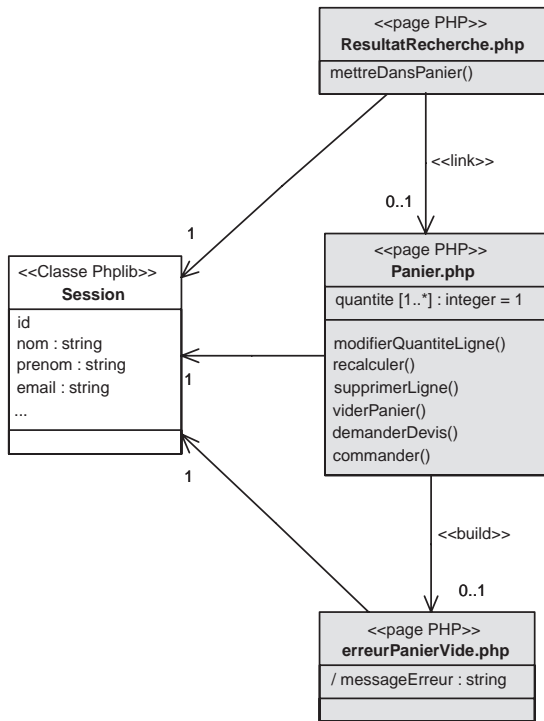 <<page PHP>>
ResultatRecherche.php
mettreDansPanier()
<<link>>
0..1
1
<<Classe Phplib>>
Session
id
nom : string
prenom : string
email : string
...
<<page PHP>>
Panier.php
quantite [1..*] : integer = 1
modifierQuantiteLigne()
recalculer()
supprimerLigne()
viderPanier()
demanderDevis()
commander()
1
1
<<build>>
0..1
<<page PHP>>
erreurPanierVide.php
/ messageErreur : string